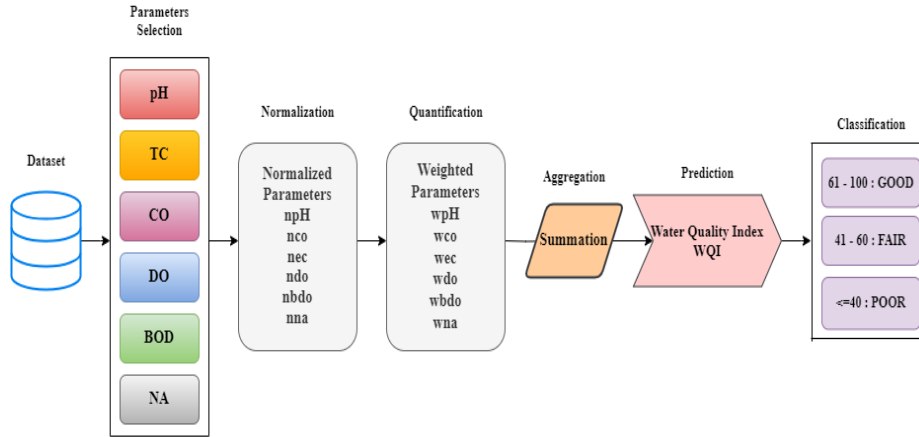 Parameters
Selection
Dataset
pH
TC
CO
DO
BOD
NA
Normalization
Normalized
Parameters
npH
nco
nec
ndo
nbdo
nna
Quantification
Weighted
Parameters
wpH
wco
wec
wdo
wbdo
wna
Aggregation
Summation
Prediction
Water Quality Index
WQI
Classification
61 - 100 : GOOD
41 - 60 : FAIR
<=40 : POOR